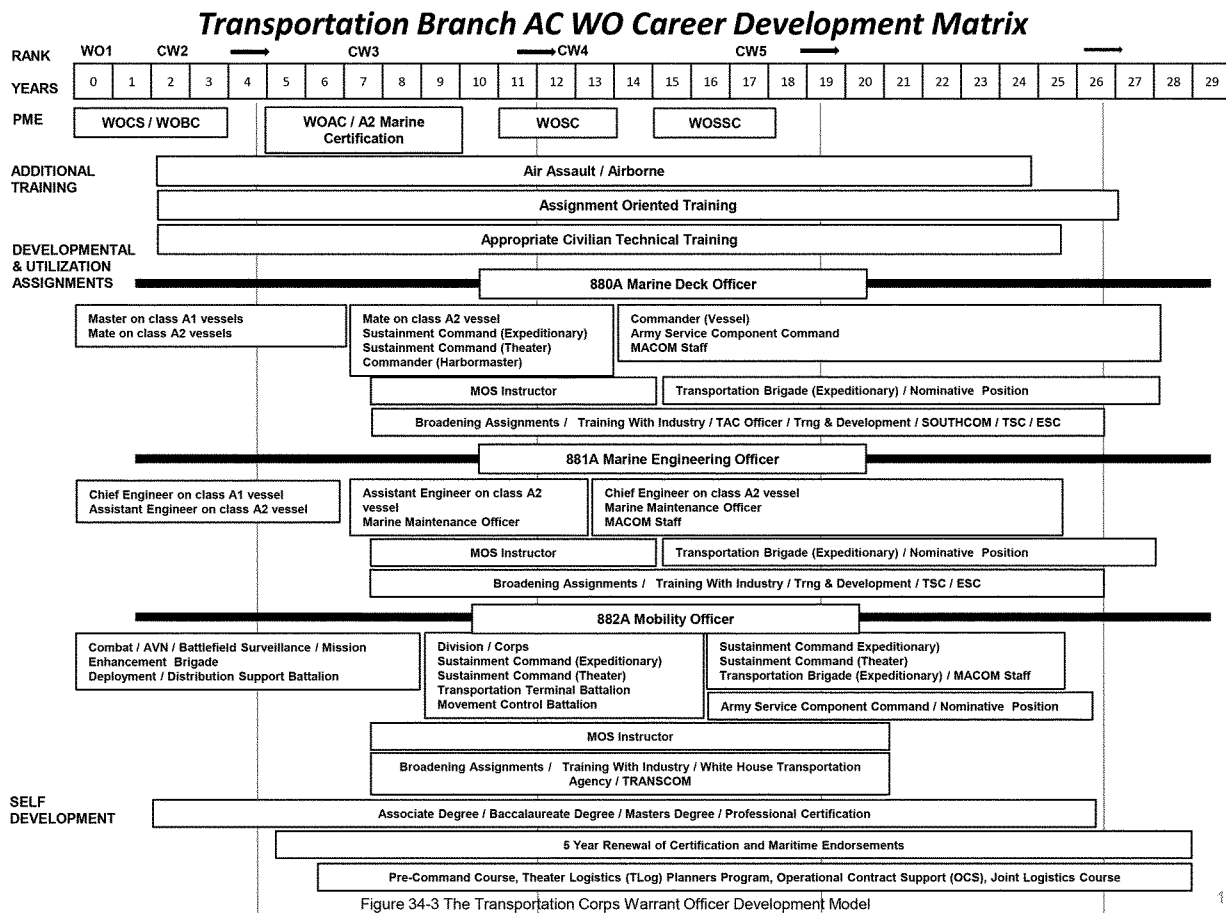 Transportation Branch AC WO Career Development Matrix
RANK WO1 CW2 CW3 CW4 CW5
YEARS 0 1 2 3 4 5 6 7 8 9 10 11 12 13 14 15 16 17 18 19 20 21 22 23 24 25 26 27 28 29
PME WOCS / WOBC WOAC / A2 Marine WOSC WOSSC
Certification
ADDITIONAL
TRAINING
Air Assault / Airborne
Assignment Oriented Training
Appropriate Civilian Technical Training
DEVELOPMENTAL
& UTILIZATION
ASSIGNMENTS
880A Marine Deck Officer
Master on class A1 vessels
Mate on class A2 vessels
Mate on class A2 vessel
Sustainment Command (Expeditionary)
Sustainment Command (Theater)
Commander (Harbormaster)
Commander (Vessel)
Army Service Component Command
MACOM Staff
MOS Instructor
Transportation Brigade (Expeditionary) / Nominative Position
Broadening Assignments / Training With Industry / TAC Officer / Trng & Development / SOUTHCOM / TSC / ESC
881A Marine Engineering Officer
Chief Engineer on class A1 vessel
Assistant Engineer on class A2 vessel
Assistant Engineer on class A2
vessel
Marine Maintenance Officer
Chief Engineer on class A2 vessel
Marine Maintenance Officer
MACOM Staff
MOS Instructor
Transportation Brigade (Expeditionary) / Nominative Position
Broadening Assignments / Training With Industry / Trng & Development / TSC / ESC
882A Mobility Officer
Combat / AVN / Battlefield Surveillance / Mission
Enhancement Brigade
Deployment / Distribution Support Battalion
Division / Corps
Sustainment Command (Expeditionary)
Sustainment Command (Theater)
Transportation Terminal Battalion
Movement Control Battalion
Sustainment Command Expeditionary)
Sustainment Command (Theater)
Transportation Brigade (Expeditionary) / MACOM Staff
Army Service Component Command / Nominative Position
MOS Instructor
Broadening Assignments / Training With Industry / White House Transportation
Agency / TRANSCOM
SELF
DEVELOPMENT
Associate Degree / Baccalaureate Degree / Masters Degree / Professional Certification
5 Year Renewal of Certification and Maritime Endorsements
Pre-Command Course, Theater Logistics (TLog) Planners Program, Operational Contract Support (OCS), Joint Logistics Course
Figure 34-3 The Transportation Corps Warrant Officer Development Model